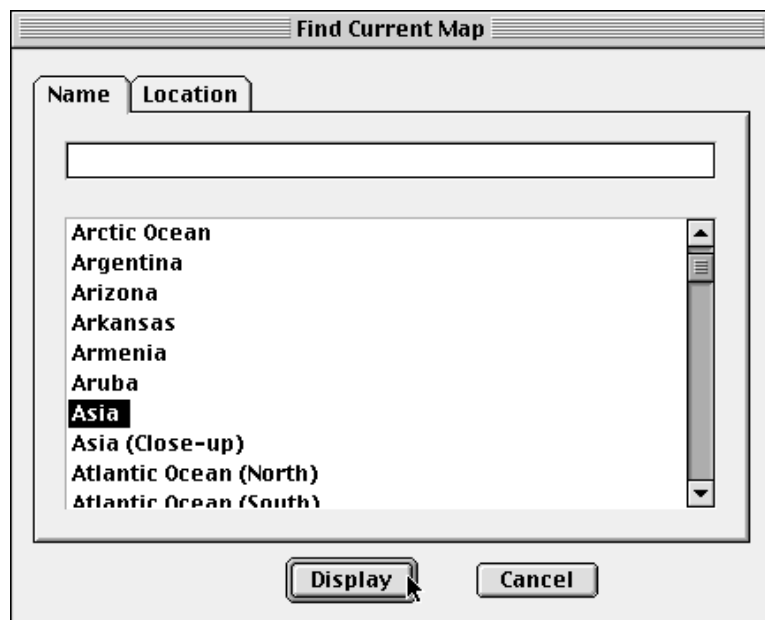 Find Current Map
Name Location
Arctic Ocean
Argentina
Arizona
Arkansas
Armenia
Aruba
Asia
Asia (Close-up)
Atlantic Ocean (North)
Atlantic Ocean (South)
Display Cancel